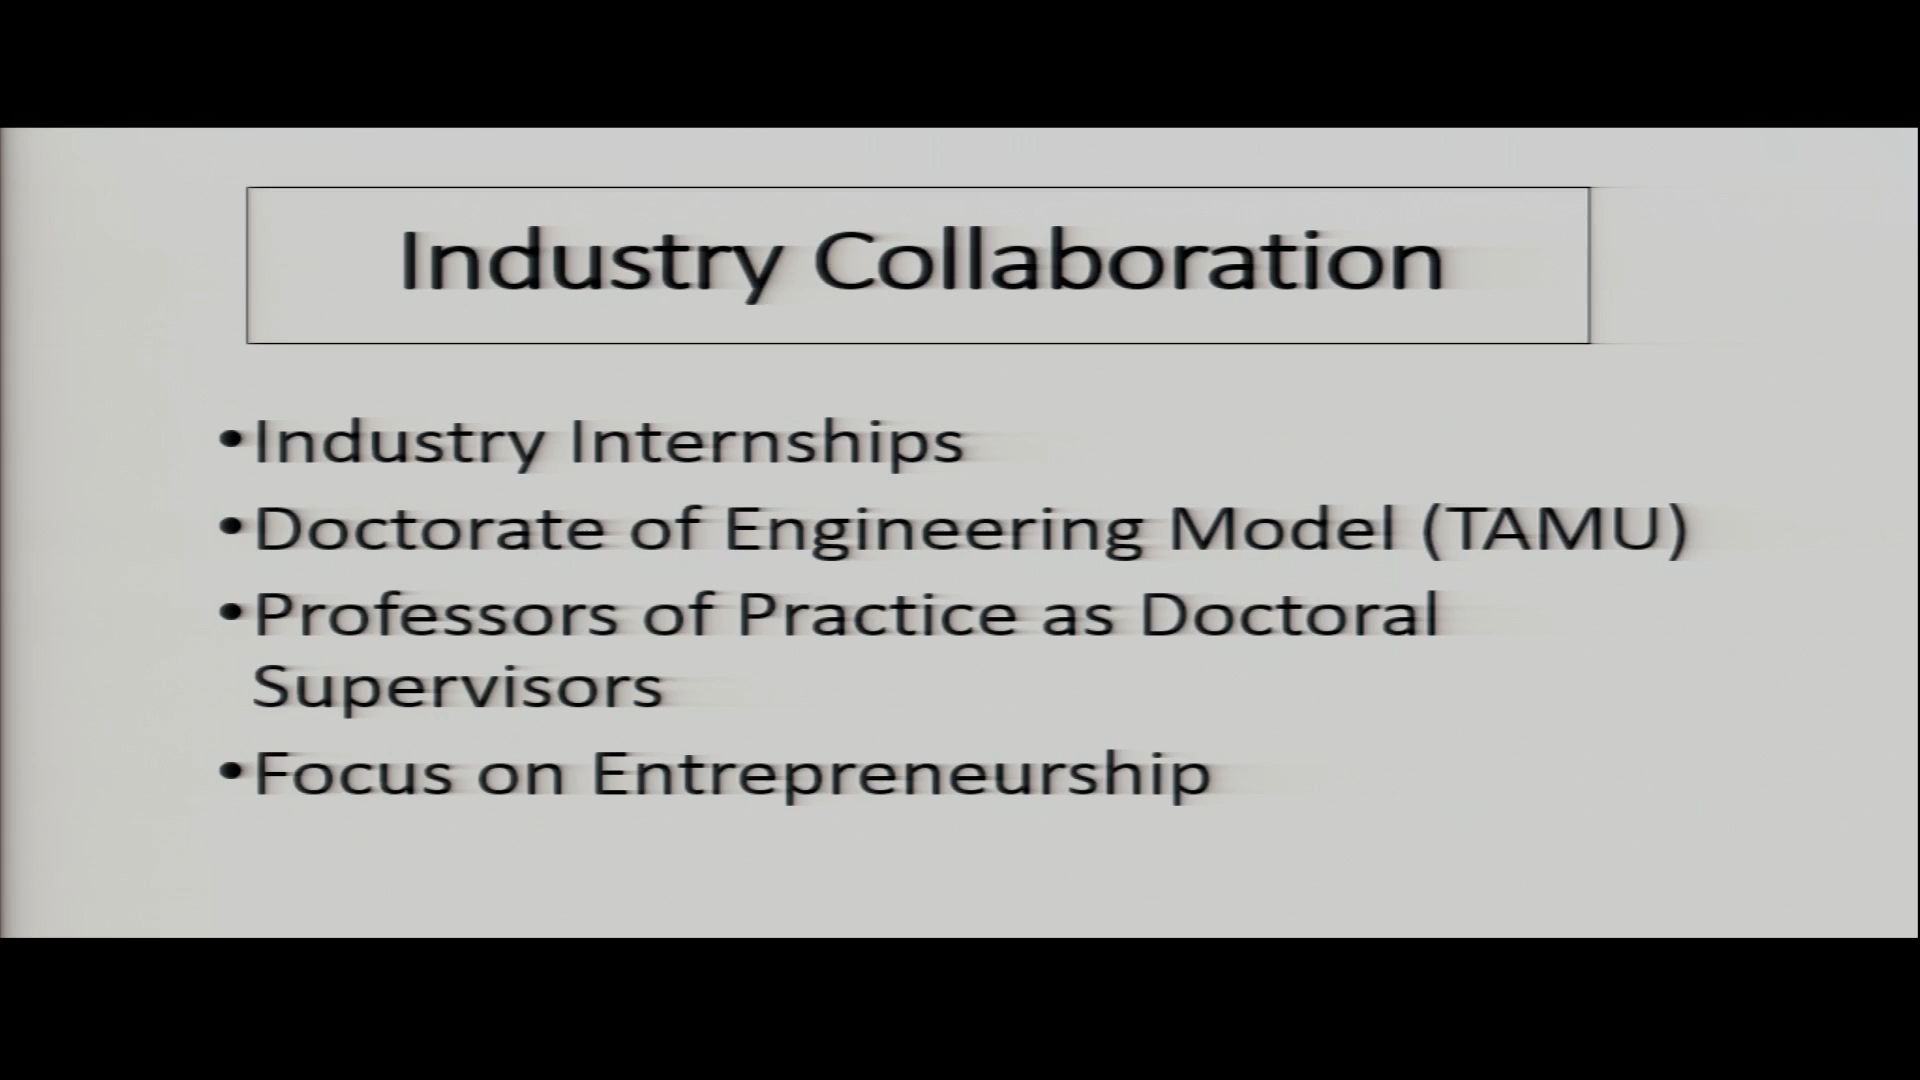 Industry Collaboration
•Industry Internships
•Doctorate of Engineering Model (TAMU)
•Professors of Practice as Doctoral
Supervisors
•Focus on Entrepreneurship